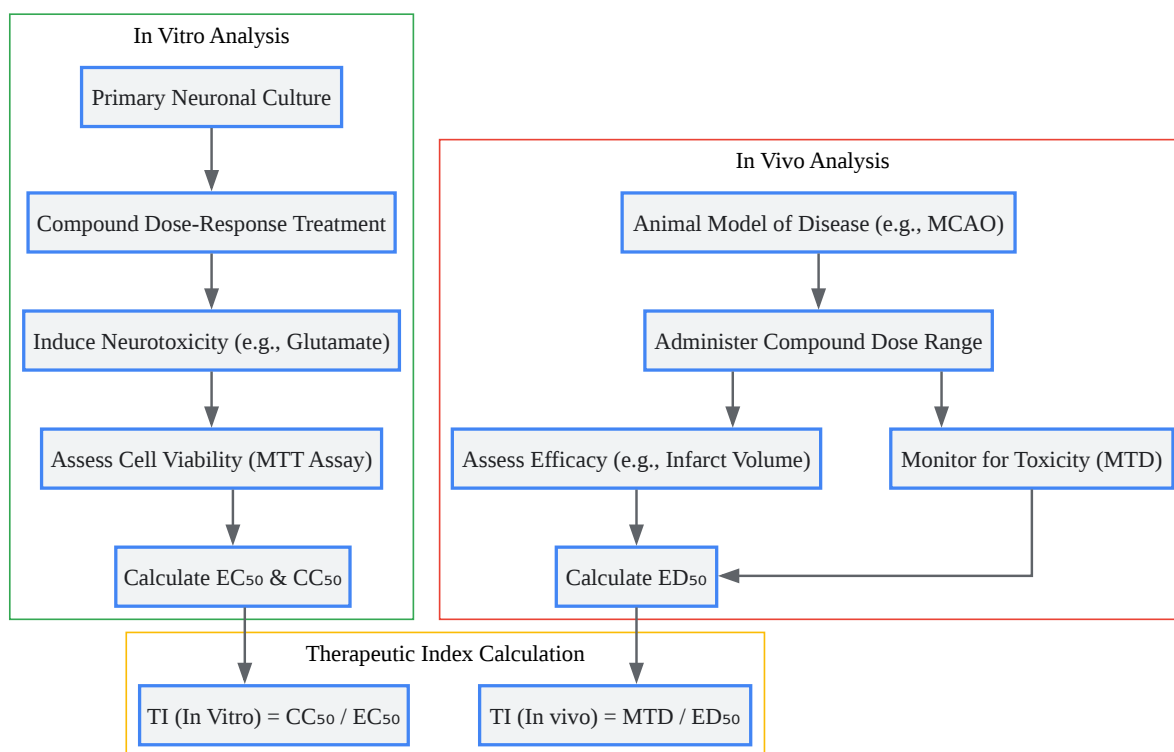 In Vitro Analysis
Primary Neuronal Culture
Compound Dose-Response Treatment
Induce Neurotoxicity (e.g., Glutamate)
Assess Cell Viability (MTT Assay)
Calculate EC₅₀ & CC₅₀
In Vivo Analysis
Animal Model of Disease (e.g., MCAO)
Administer Compound Dose Range
Assess Efficacy (e.g., Infarct Volume)
Monitor for Toxicity (MTD)
Calculate ED₅₀
Therapeutic Index Calculation
TI (In Vitro) = CC₅₀ / EC₅₀
TI (In vivo) = MTD / ED₅₀